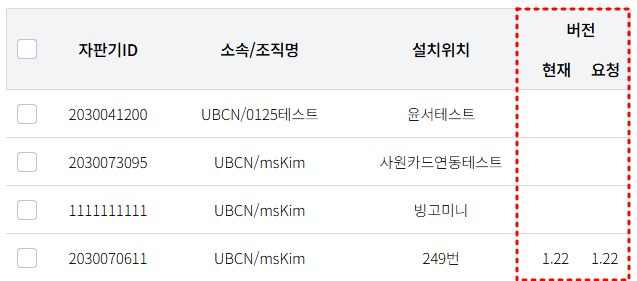 자판기ID 소속/조직명 설치위치 버전
현재 요청
2030041200 UBCN/0125테스트 윤서테스트
2030073095 UBCN/msKim 사원카드연동테스트
1111111111 UBCN/msKim 빙고미니
2030070611 UBCN/msKim 249번 1.22 1.22